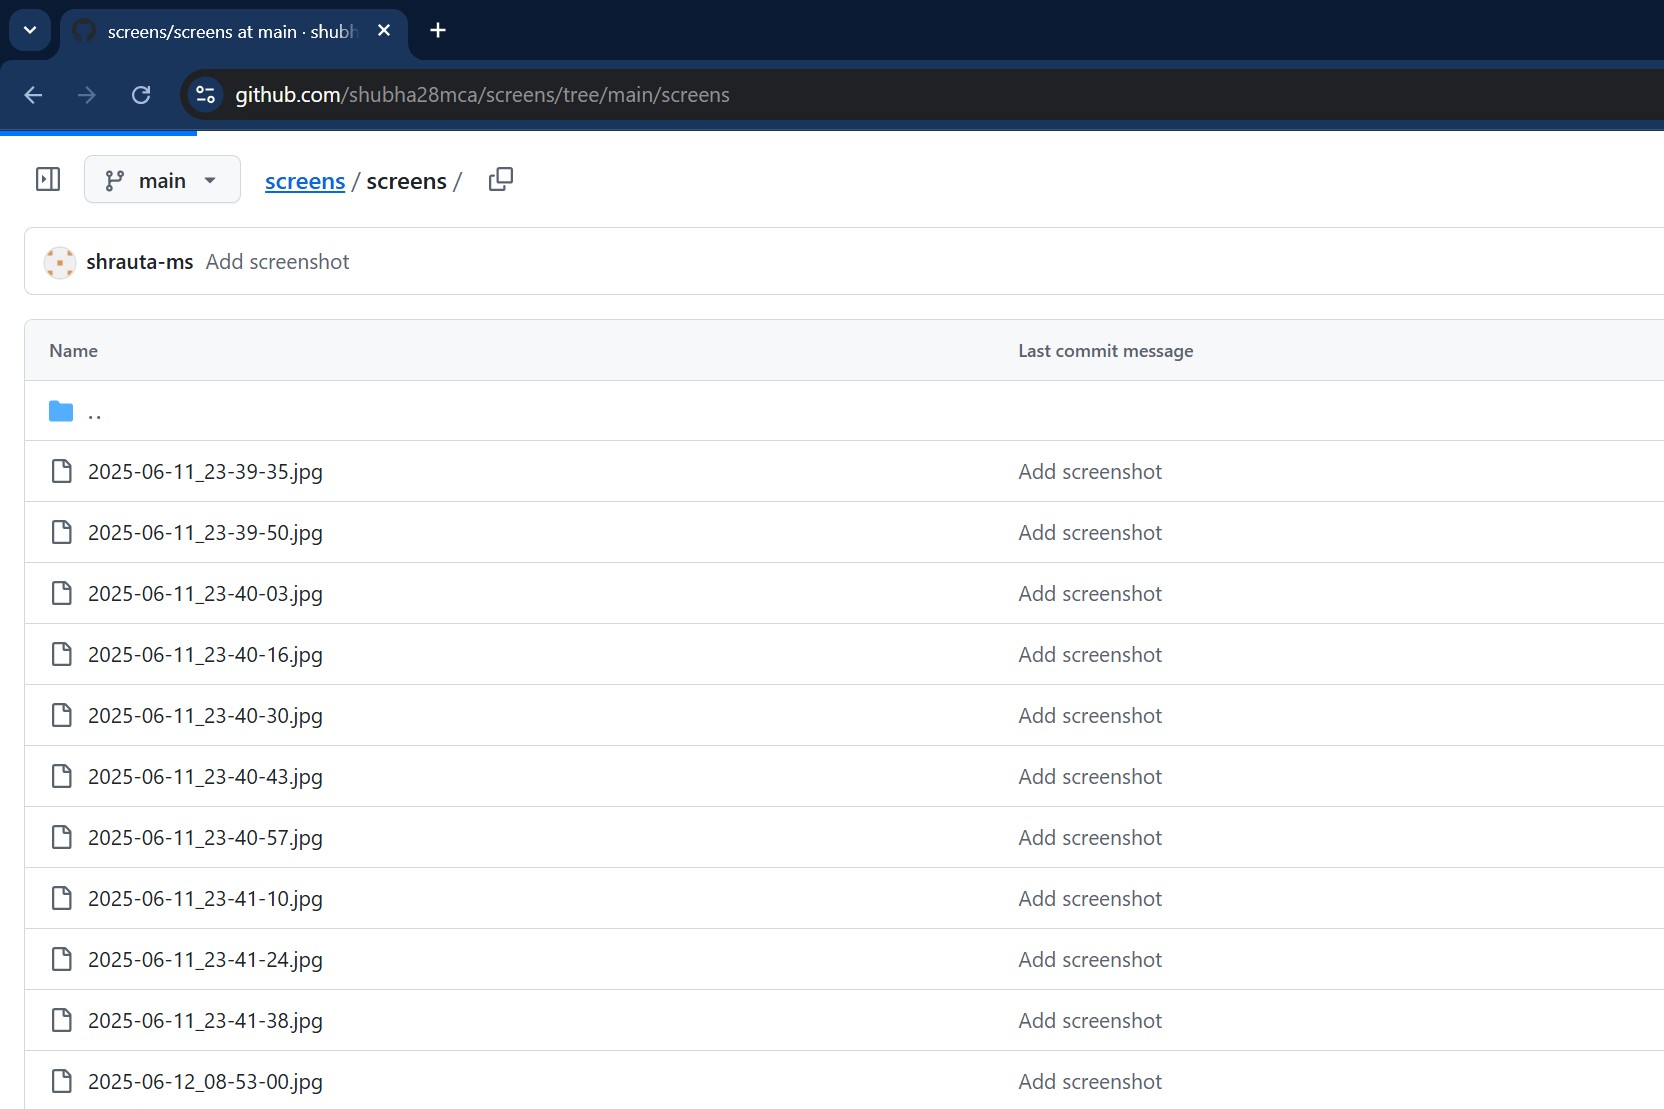 screens/screens at main · shubh
github.com/shubha28mca/screens/tree/main/screens
main screens / screens /
shrauta-ms Add screenshot
Name Last commit message
..
2025-06-11_23-39-35.jpg Add screenshot
2025-06-11_23-39-50.jpg Add screenshot
2025-06-11_23-40-03.jpg Add screenshot
2025-06-11_23-40-16.jpg Add screenshot
2025-06-11_23-40-30.jpg Add screenshot
2025-06-11_23-40-43.jpg Add screenshot
2025-06-11_23-40-57.jpg Add screenshot
2025-06-11_23-41-10.jpg Add screenshot
2025-06-11_23-41-24.jpg Add screenshot
2025-06-11_23-41-38.jpg Add screenshot
2025-06-12_08-53-00.jpg Add screenshot